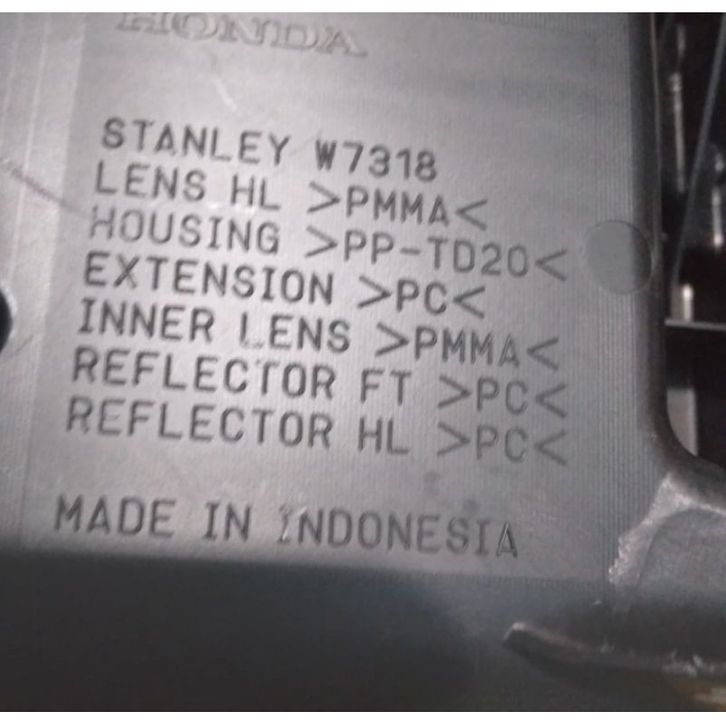 HONDA
STANLEY W7318
LENS HL >PMMA<
HOUSING >PP-TD20<
EXTENSION >PC<
INNER LENS >PMMA<
REFLECTOR FT >PC<
REFLECTOR HL >PC<
MADE IN INDONESIA